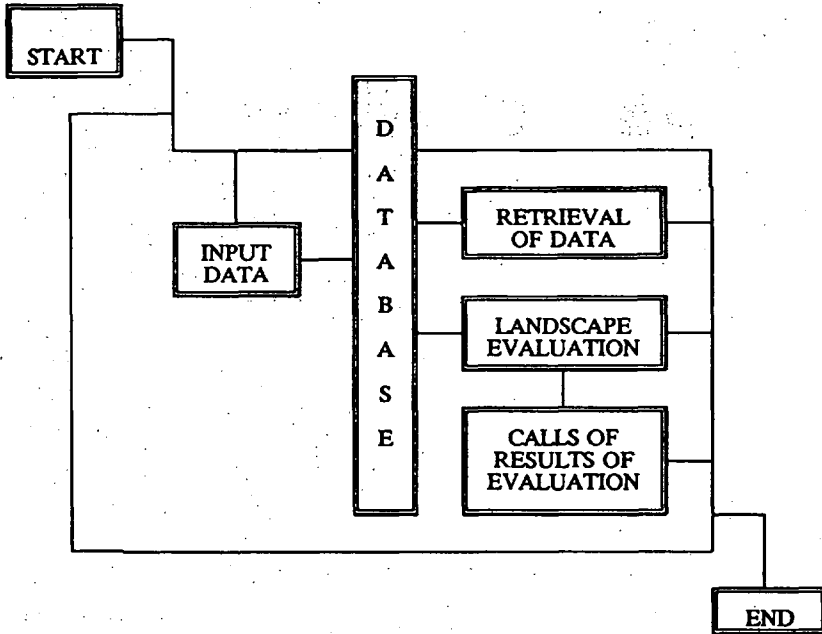 START
D
A
T
A
B
A
S
E
INPUT
DATA
RETRIEVAL
OF DATA
LANDSCAPE
EVALUATION
CALLS OF
RESULTS OF
EVALUATION
END